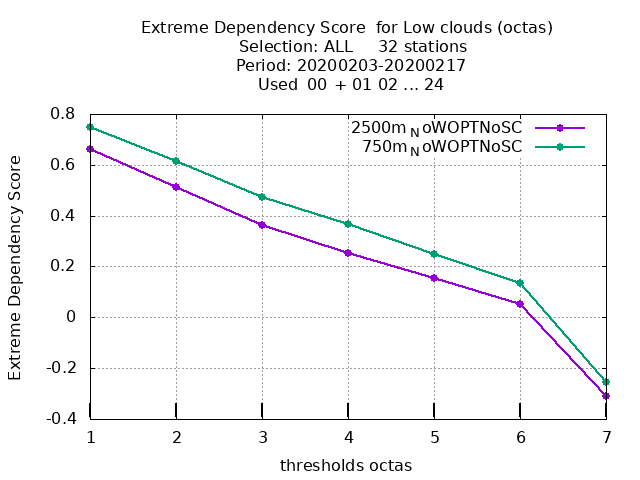 Extreme Dependency Score  for Low clouds (octas)
Selection: ALL     32 stations
Period: 20200203-20200217
Used  00  + 01 02 ... 24
2500m_NoWOPTNoSC
750m_NoWOPTNoSC
Extreme Dependency Score
0.8
0.6
0.4
0.2
0
-0.2
-0.4
1 2 3 4 5 6 7
thresholds octas